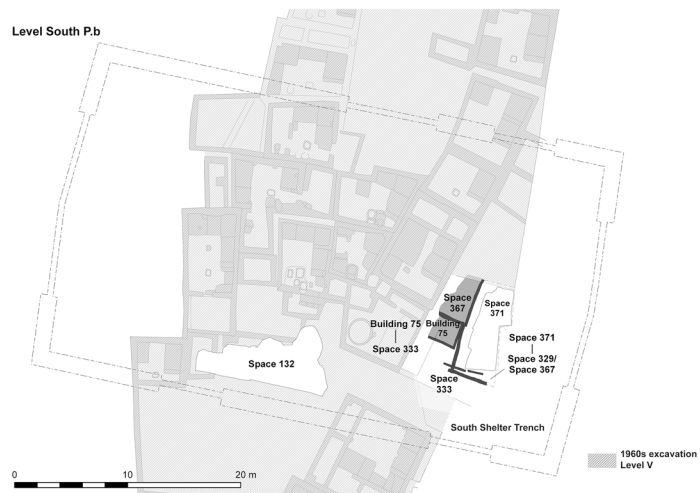 Level South P.b
Space
367
Space
371
Building 75
Space 333
Building
75
Space 371
Space 329/
Space 367
Space 132
Space
333
South Shelter Trench
1960s excavation
Level V
0
10
20 m